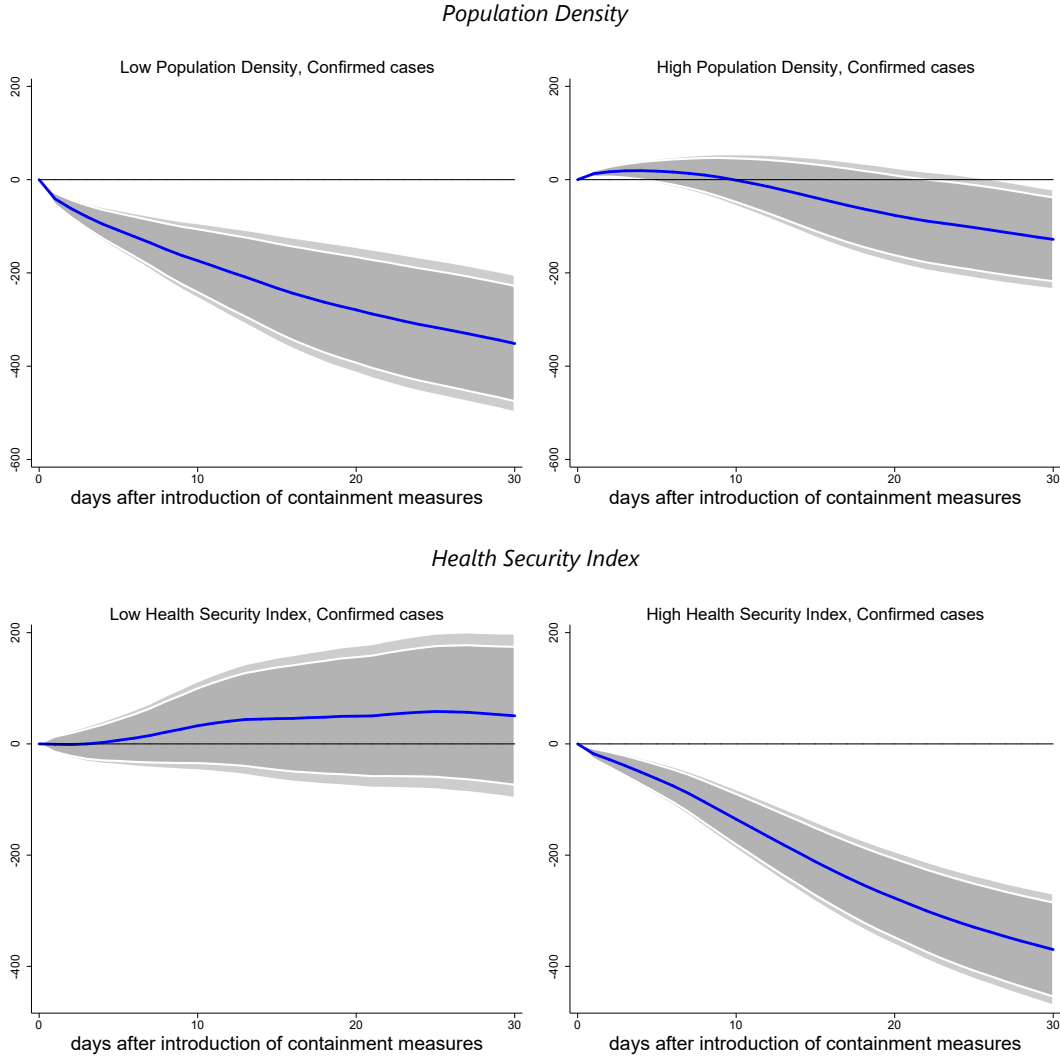 Population Density
Low Population Density, Confirmed cases
200
0
-200
-400
-600
0 10 20 30
days after introduction of containment measures
High Population Density, Confirmed cases
200
0
-200
-400
-600
0 10 20 30
days after introduction of containment measures
Health Security Index
Low Health Security Index, Confirmed cases
200
0
-200
-400
0 10 20 30
days after introduction of containment measures
High Health Security Index, Confirmed cases
200
0
-200
-400
0 10 20 30
days after introduction of containment measures